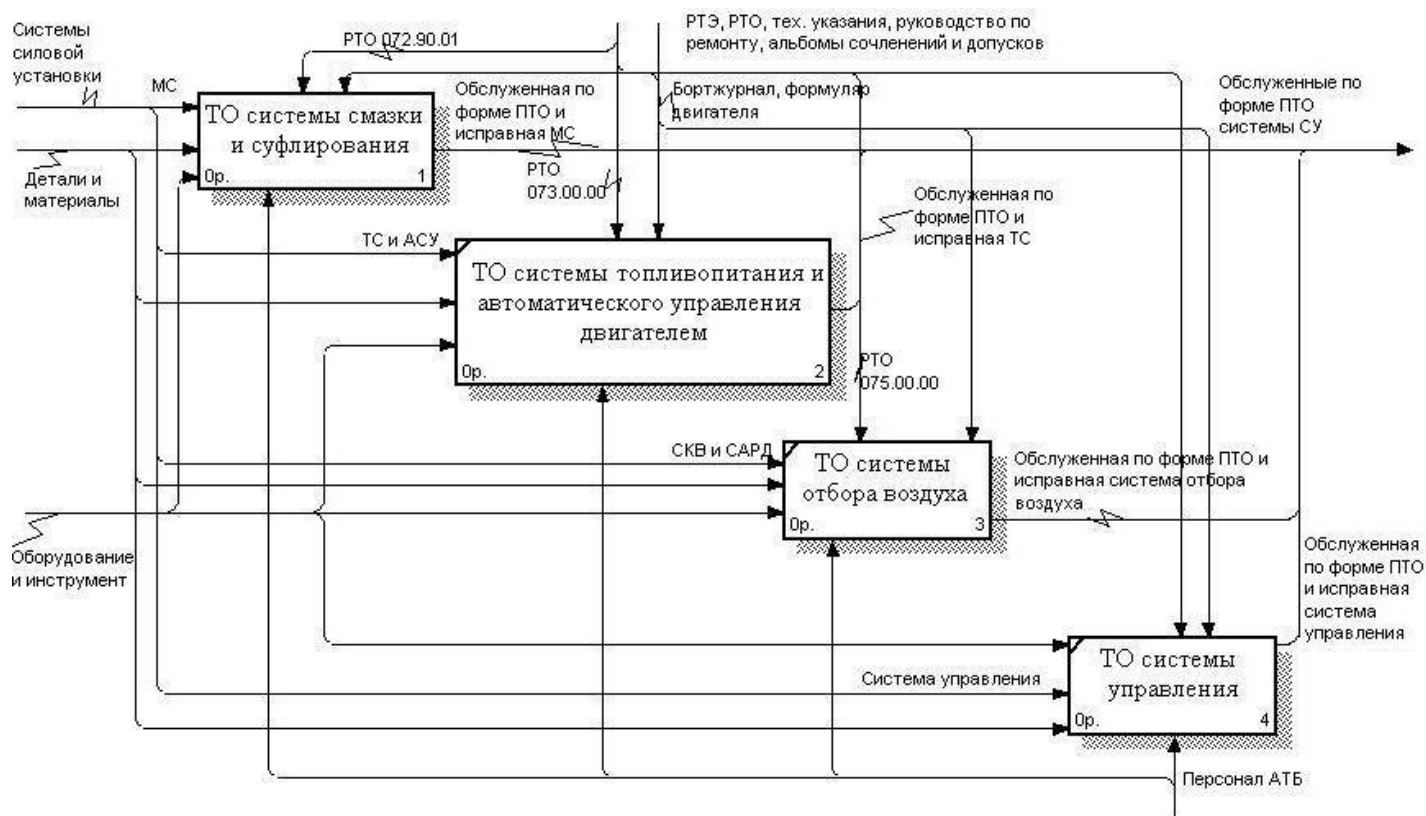 Системы
силовой
установки
МС
РТО 072.90.01
РТЭ, РТО, тех. указания, руководство по
ремонту, альбомы сочленений и допусков
ТО системы смазки
и суфлирования
0р.
1
Обслуженная по
форме ПТО и
исправная МС
Бортжурнал, формуляр
двигателя
Обслуженные по
форме ПТО
системы СУ
Детали и
материалы
РТО
073.00.00
Обслуженная по
форме ПТО и
исправная ТС
ТС и АСУ
ТО системы топливопитания и
автоматического управления
двигателем
0р.
2
РТО
075.00.00
СКВ и САРД
ТО системы
отбора воздуха
0р.
3
Обслуженная по форме ПТО и
исправная система отбора
воздуха
Оборудование
и инструмент
Обслуженная
по форме ПТО
и исправная
система
управления
Система управления
ТО системы
управления
0р.
4
Персонал АТБ